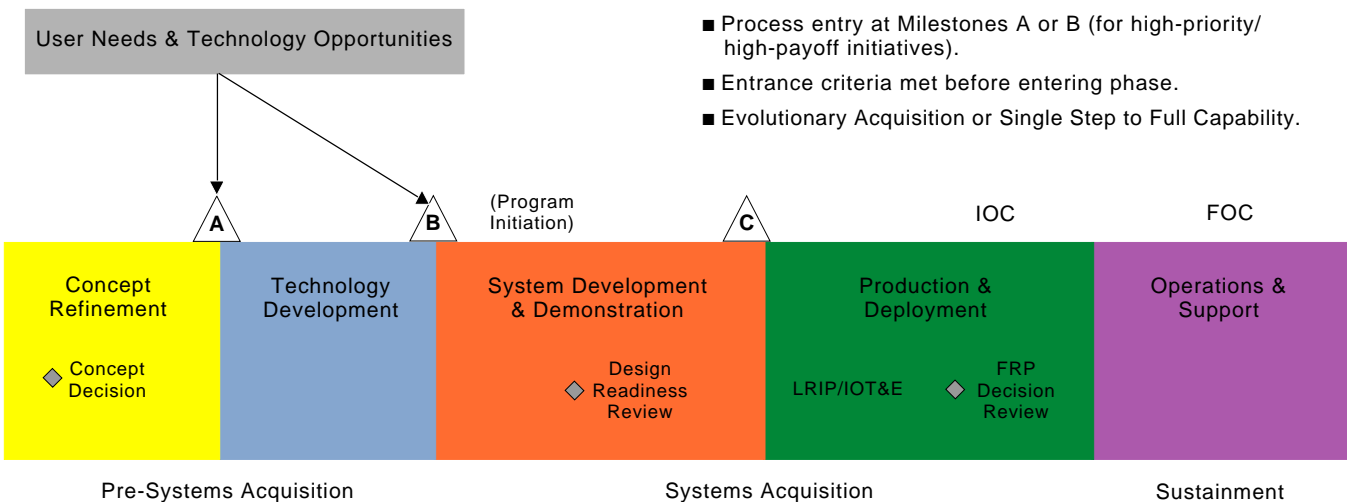 User Needs & Technology Opportunities
■ Process entry at Milestones A or B (for high-priority/
high-payoff initiatives).
■ Entrance criteria met before entering phase.
■ Evolutionary Acquisition or Single Step to Full Capability.
A
B
(Program
Initiation)
C
IOC
FOC
Concept
Refinement
Technology
Development
System Development
& Demonstration
Production &
Deployment
Operations &
Support
Concept
Decision
Design
Readiness
Review
LRIP/IOT&E
FRP
Decision
Review
Pre-Systems Acquisition
Systems Acquisition
Sustainment